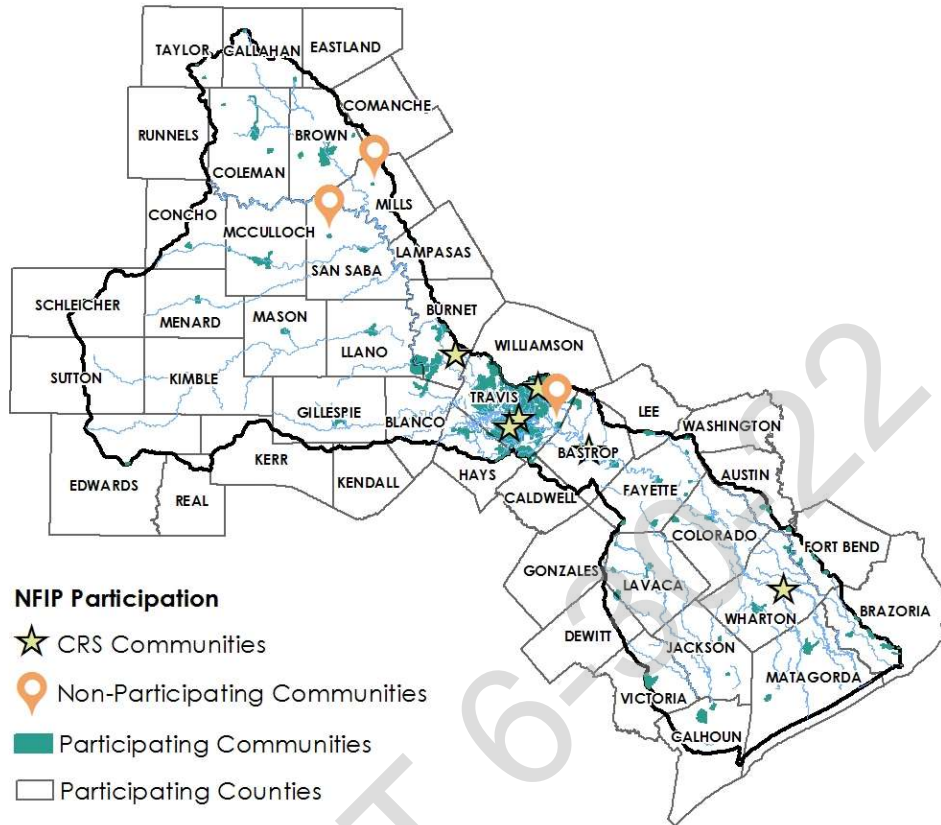 TAYLOR
CALLAHAN
EASTLAND
COMANCHE
RUNNELS
BROWN
COLEMAN
MILLS
CONCHO
MCCULLOCH
LAMPASAS
SAN SABA
SCHLEICHER
BURNET
MENARD
MASON
WILLIAMSON
LLANO
SUTTON
KIMBLE
TRAVIS
GILLESPIE
BLANCO
LEE
WASHINGTON
BASTROP
KERR
HAYS
AUSTIN
EDWARDS
REAL
KENDALL
CALDWELL
FAYETTE
COLORADO
FORT BEND
GONZALES
LAVACA
NFIP Participation
WHARTON
BRAZORIA
CRS Communities
DEWITT
JACKSON
MATAGORDA
Non-Participating Communities
VICTORIA
CALHOUN
Participating Communities
Participating Counties
T 6-30-22